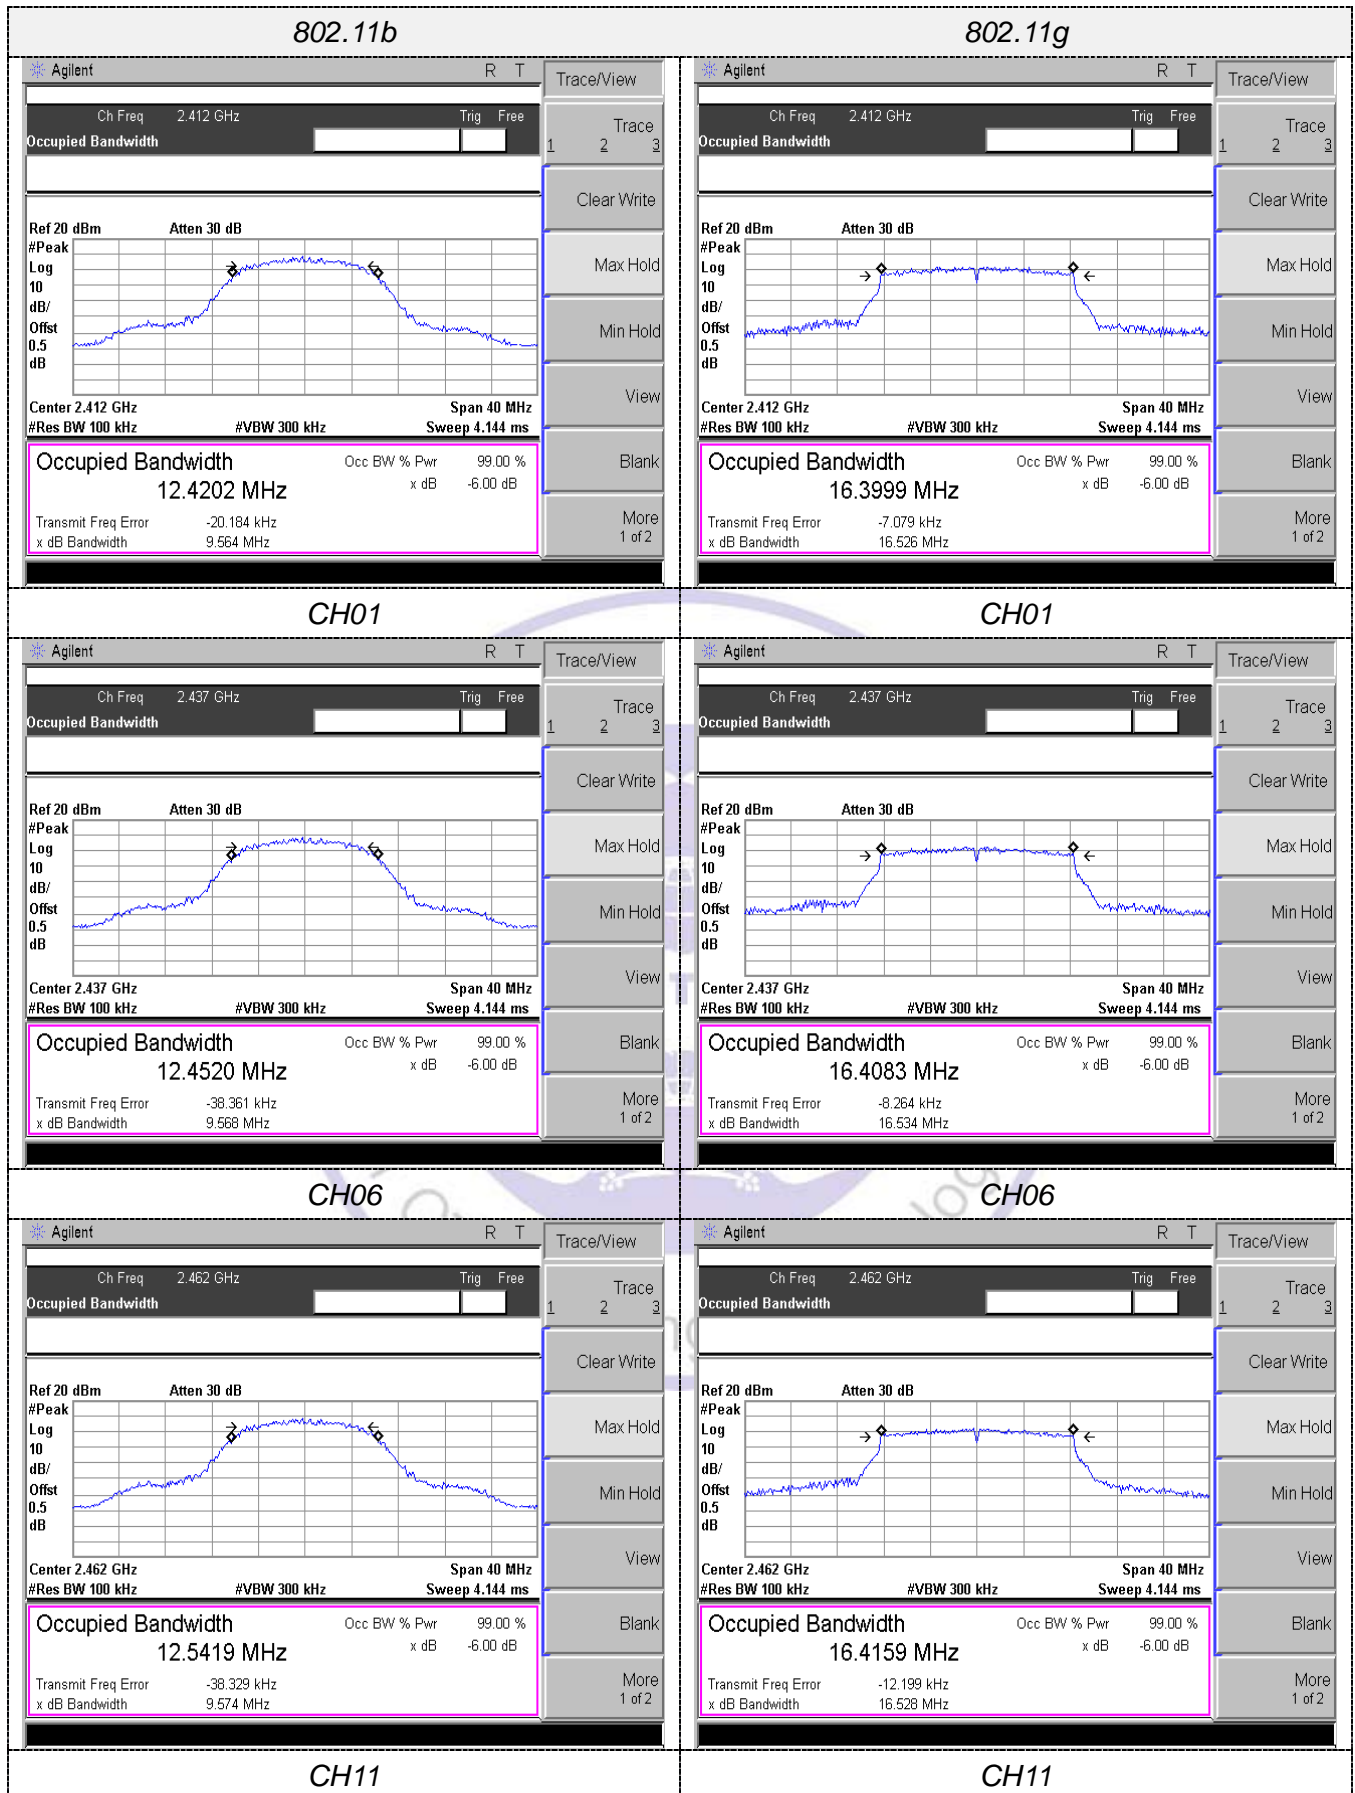 802.11b
802.11g
Agilent R T Trace/View
Ch Freq 2.412 GHz Trig Free
Occupied Bandwidth
Trace
1 2 3
Clear Write
Ref 20 dBm Atten 30 dB
#Peak
Log
10
dB/
Offst
0.5
dB
Max Hold
Min Hold
View
Center 2.412 GHz Span 40 MHz
#Res BW 100 kHz #VBW 300 kHz Sweep 4.144 ms
Occupied Bandwidth Occ BW % Pwr 99.00 %
12.4202 MHz x dB -6.00 dB
Transmit Freq Error -20.184 kHz
x dB Bandwidth 9.564 MHz
Blank
More
1 of 2
Agilent R T Trace/View
Ch Freq 2.412 GHz Trig Free
Occupied Bandwidth
Trace
1 2 3
Clear Write
Ref 20 dBm Atten 30 dB
#Peak
Log
10
dB/
Offst
0.5
dB
Max Hold
Min Hold
View
Center 2.412 GHz Span 40 MHz
#Res BW 100 kHz #VBW 300 kHz Sweep 4.144 ms
Occupied Bandwidth Occ BW % Pwr 99.00 %
16.3999 MHz x dB -6.00 dB
Transmit Freq Error -7.079 kHz
x dB Bandwidth 16.526 MHz
Blank
More
1 of 2
CH01
CH01
Agilent R T Trace/View
Ch Freq 2.437 GHz Trig Free
Occupied Bandwidth
Trace
1 2 3
Clear Write
Ref 20 dBm Atten 30 dB
#Peak
Log
10
dB/
Offst
0.5
dB
Max Hold
Min Hold
View
Center 2.437 GHz Span 40 MHz
#Res BW 100 kHz #VBW 300 kHz Sweep 4.144 ms
Occupied Bandwidth Occ BW % Pwr 99.00 %
12.4520 MHz x dB -6.00 dB
Transmit Freq Error -38.361 kHz
x dB Bandwidth 9.568 MHz
Blank
More
1 of 2
Agilent R T Trace/View
Ch Freq 2.437 GHz Trig Free
Occupied Bandwidth
Trace
1 2 3
Clear Write
Ref 20 dBm Atten 30 dB
#Peak
Log
10
dB/
Offst
0.5
dB
Max Hold
Min Hold
View
Center 2.437 GHz Span 40 MHz
#Res BW 100 kHz #VBW 300 kHz Sweep 4.144 ms
Occupied Bandwidth Occ BW % Pwr 99.00 %
16.4083 MHz x dB -6.00 dB
Transmit Freq Error -8.264 kHz
x dB Bandwidth 16.534 MHz
Blank
More
1 of 2
CH06
CH06
Agilent R T Trace/View
Ch Freq 2.462 GHz Trig Free
Occupied Bandwidth
Trace
1 2 3
Clear Write
Ref 20 dBm Atten 30 dB
#Peak
Log
10
dB/
Offst
0.5
dB
Max Hold
Min Hold
View
Center 2.462 GHz Span 40 MHz
#Res BW 100 kHz #VBW 300 kHz Sweep 4.144 ms
Occupied Bandwidth Occ BW % Pwr 99.00 %
12.5419 MHz x dB -6.00 dB
Transmit Freq Error -38.329 kHz
x dB Bandwidth 9.574 MHz
Blank
More
1 of 2
Agilent R T Trace/View
Ch Freq 2.462 GHz Trig Free
Occupied Bandwidth
Trace
1 2 3
Clear Write
Ref 20 dBm Atten 30 dB
#Peak
Log
10
dB/
Offst
0.5
dB
Max Hold
Min Hold
View
Center 2.462 GHz Span 40 MHz
#Res BW 100 kHz #VBW 300 kHz Sweep 4.144 ms
Occupied Bandwidth Occ BW % Pwr 99.00 %
16.4159 MHz x dB -6.00 dB
Transmit Freq Error -12.199 kHz
x dB Bandwidth 16.528 MHz
Blank
More
1 of 2
CH11
CH11